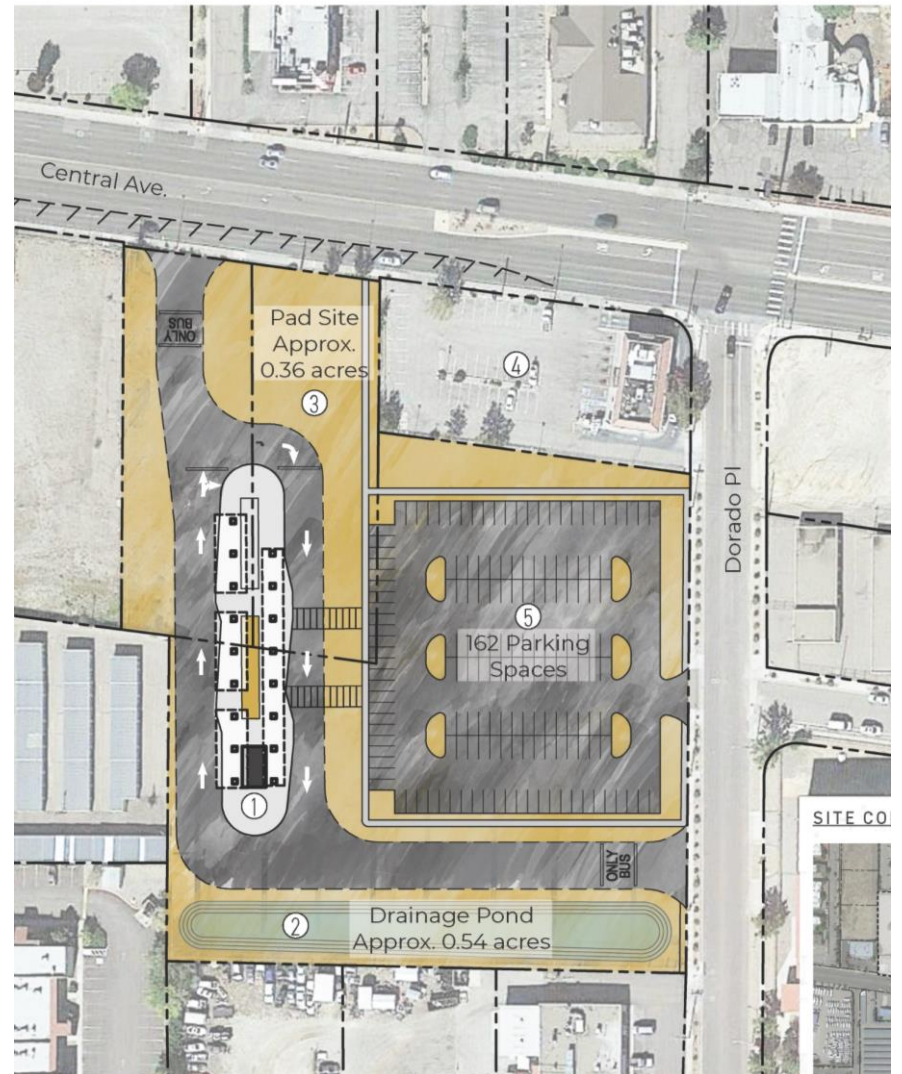 Central Ave.
ONLY
BUS
Pad Site
Approx.
0.36 acres
3
4
Dorado Pl
5
162 Parking
Spaces
1
SITE CO
ONLY
BUS
2
Drainage Pond
Approx. 0.54 acres